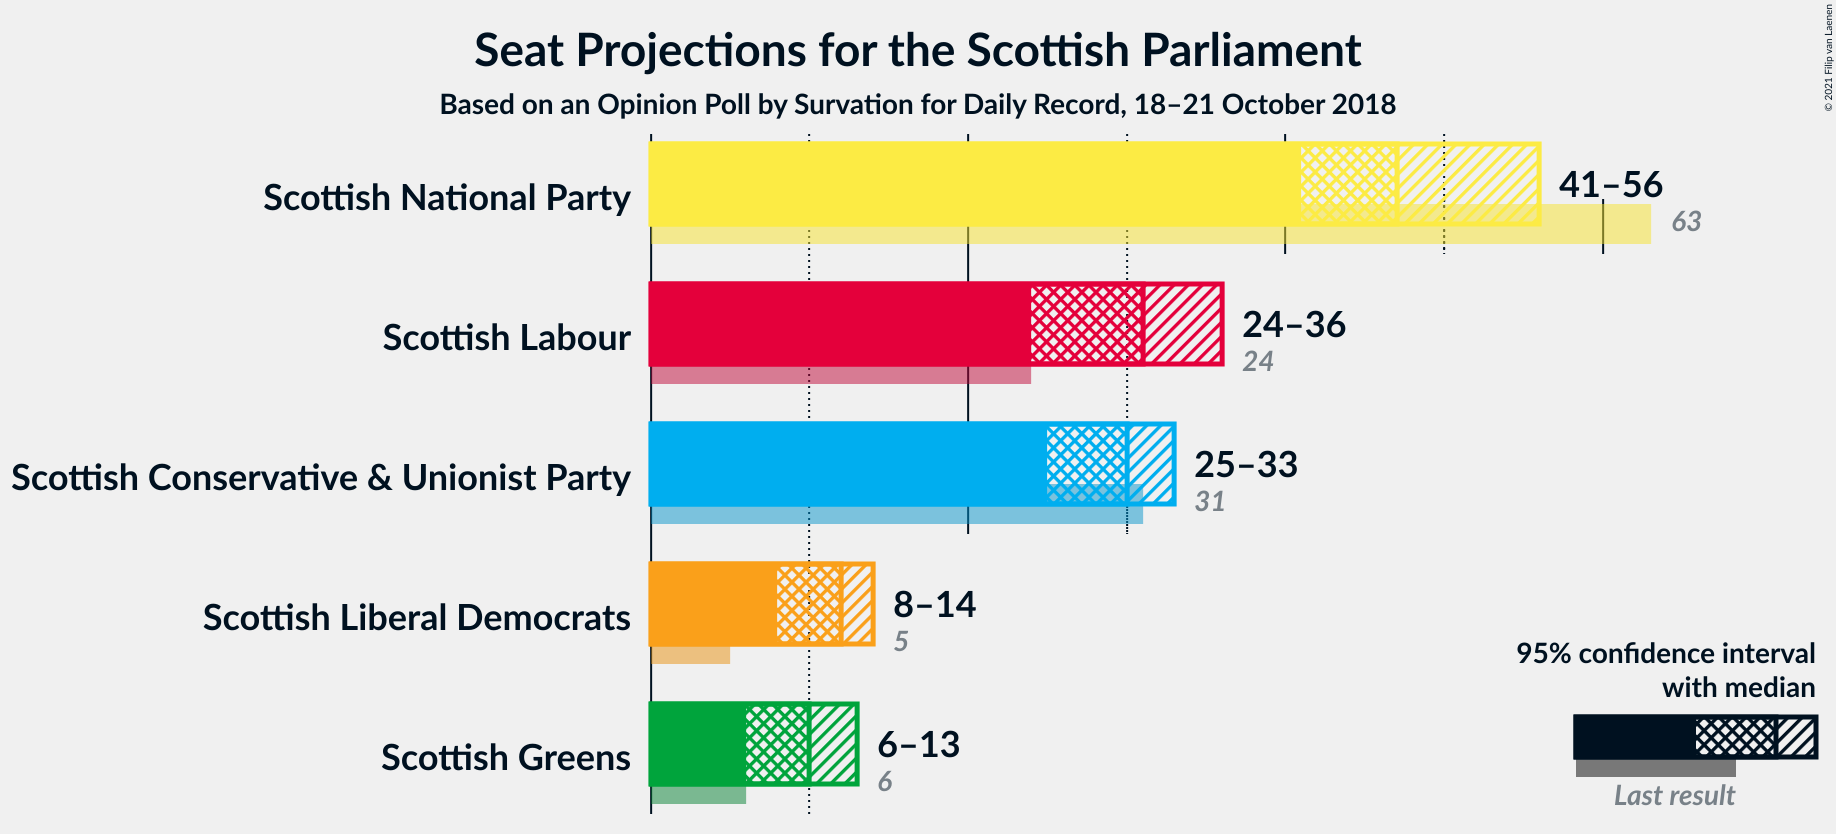 Seat Projections for the Scottish Parliament
Based on an Opinion Poll by Survation for Daily Record, 18–21 October 2018
© 2021 Filip van Laenen
Scottish National Party
41–56
63
Scottish Labour
24–36
24
Scottish Conservative & Unionist Party
25–33
31
Scottish Liberal Democrats
8–14
5
Scottish Greens
6–13
6
95% confidence interval
with median
Last result